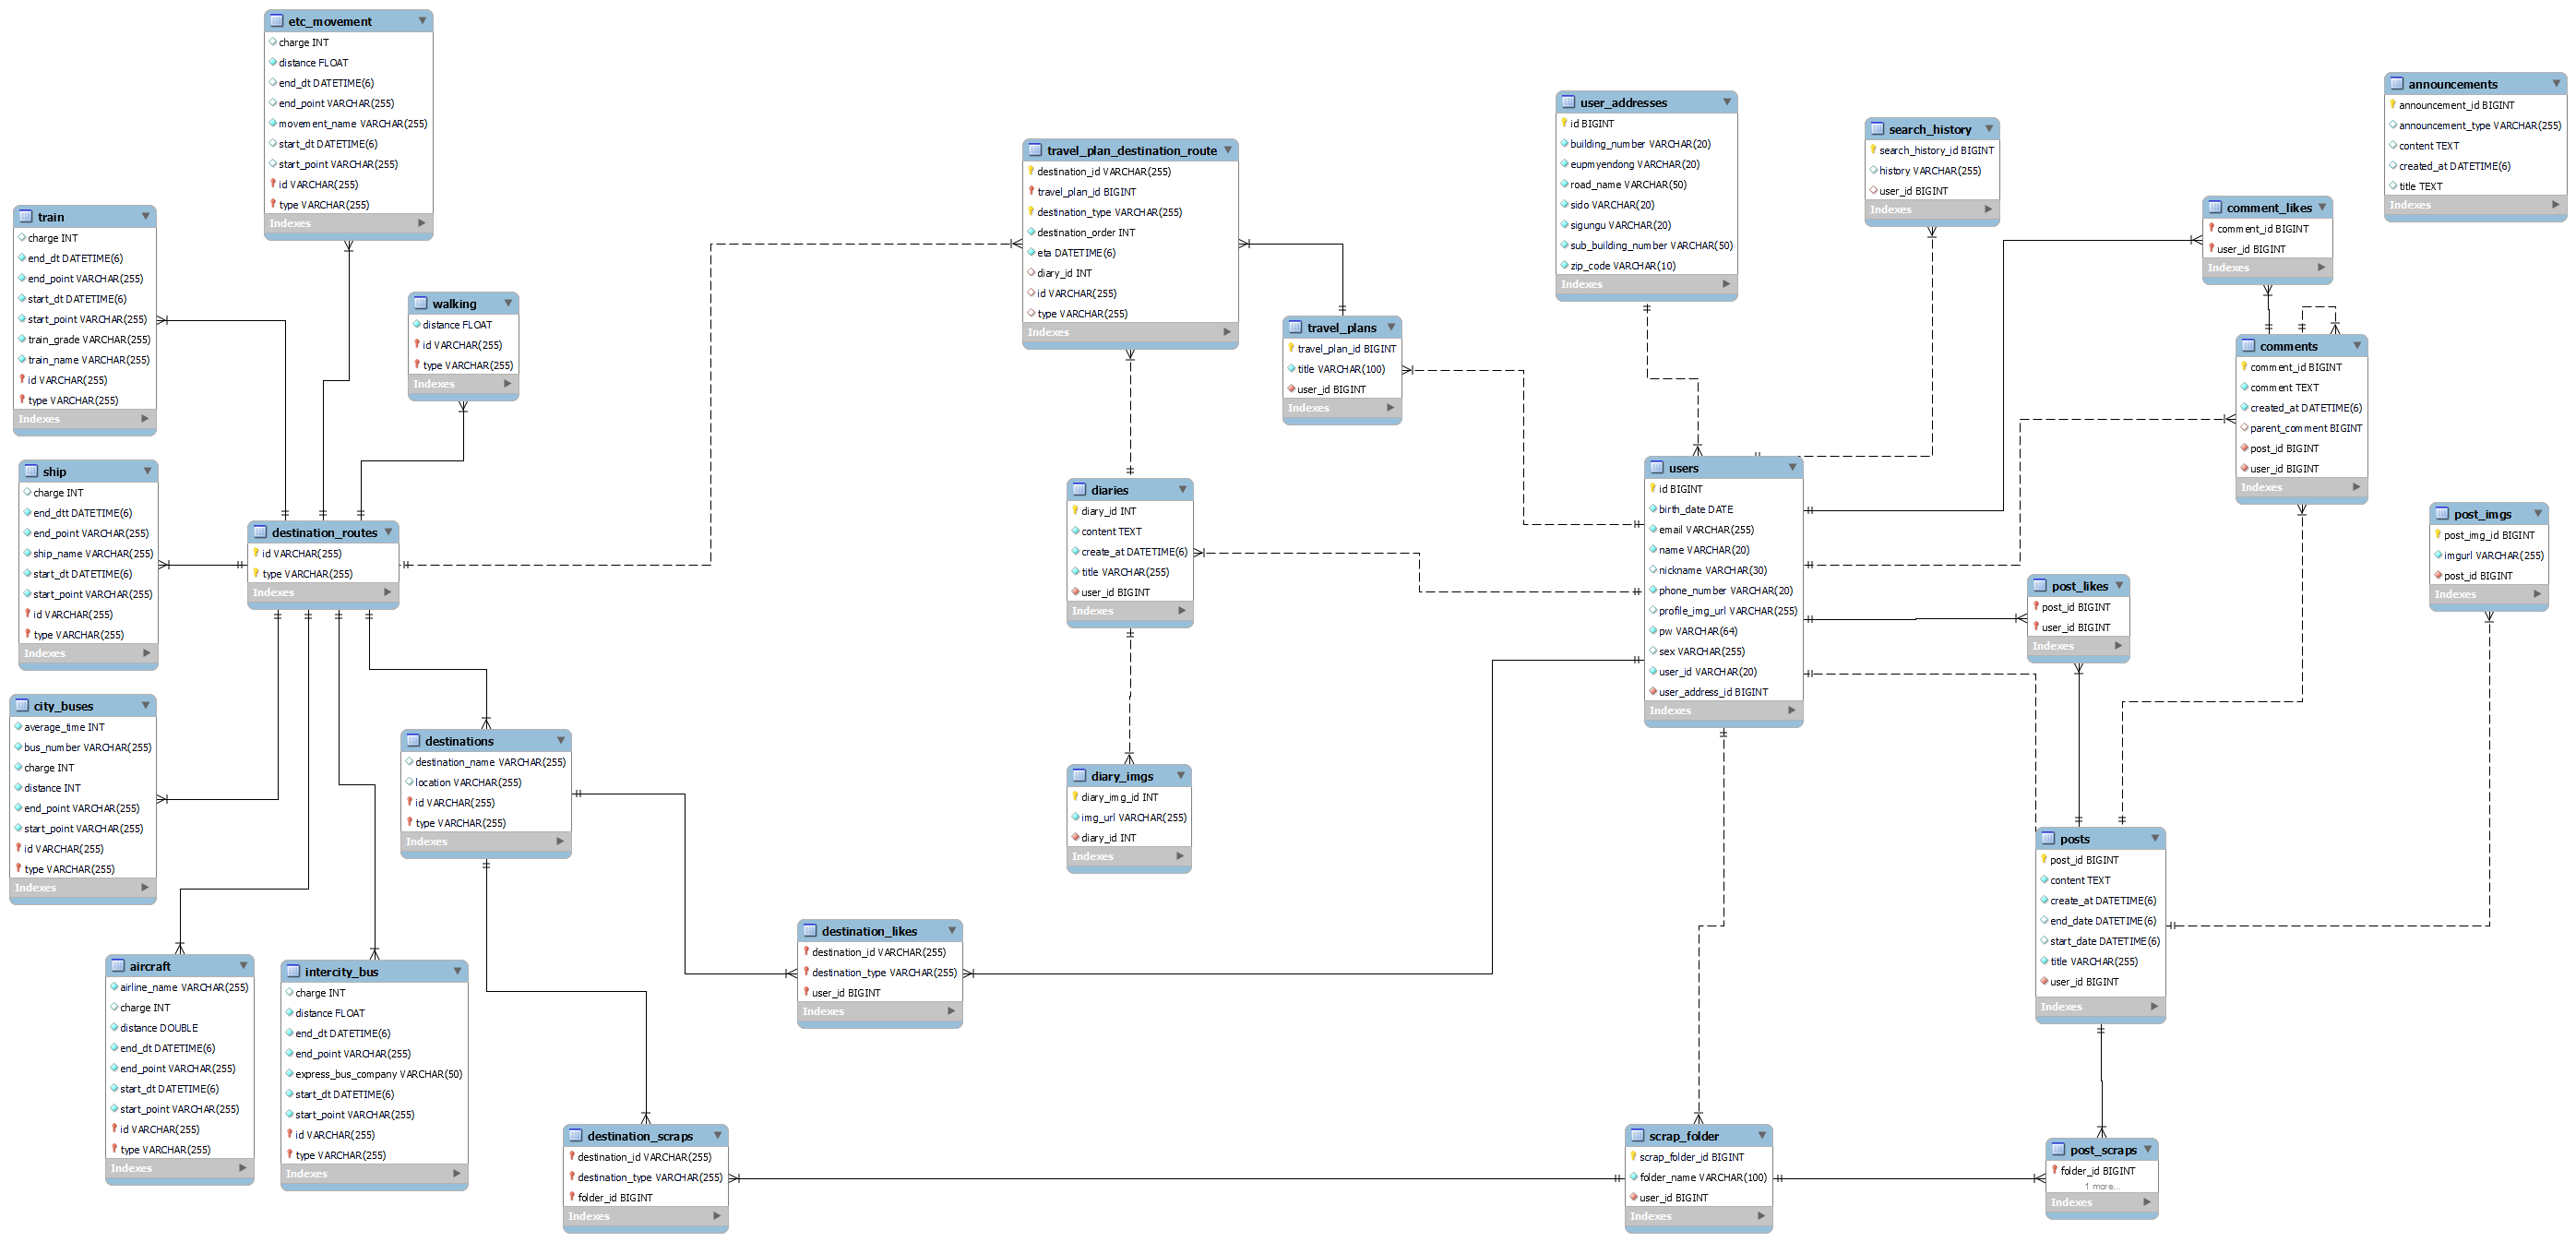 etc_movement
charge INT
distance FLOAT
end_dt DATETIME(6)
end_point VARCHAR(255)
movement_name VARCHAR(255)
start_dt DATETIME(6)
start_point VARCHAR(255)
id VARCHAR(255)
type VARCHAR(255)
Indexes
train
charge INT
end_dt DATETIME(6)
end_point VARCHAR(255)
start_dt DATETIME(6)
start_point VARCHAR(255)
train_grade VARCHAR(255)
train_name VARCHAR(255)
id VARCHAR(255)
type VARCHAR(255)
Indexes
walking
distance FLOAT
id VARCHAR(255)
type VARCHAR(255)
Indexes
ship
charge INT
end_dtt DATETIME(6)
end_point VARCHAR(255)
ship_name VARCHAR(255)
start_dt DATETIME(6)
start_point VARCHAR(255)
id VARCHAR(255)
type VARCHAR(255)
Indexes
destination_routes
id VARCHAR(255)
type VARCHAR(255)
Indexes
city_buses
average_time INT
bus_number VARCHAR(255)
charge INT
distance INT
end_point VARCHAR(255)
start_point VARCHAR(255)
id VARCHAR(255)
type VARCHAR(255)
Indexes
destinations
destination_name VARCHAR(255)
location VARCHAR(255)
id VARCHAR(255)
type VARCHAR(255)
Indexes
aircraft
airline_name VARCHAR(255)
charge INT
distance DOUBLE
end_dt DATETIME(6)
end_point VARCHAR(255)
start_dt DATETIME(6)
start_point VARCHAR(255)
id VARCHAR(255)
type VARCHAR(255)
Indexes
intercity_bus
charge INT
distance FLOAT
end_dt DATETIME(6)
end_point VARCHAR(255)
express_bus_company VARCHAR(50)
start_dt DATETIME(6)
start_point VARCHAR(255)
id VARCHAR(255)
type VARCHAR(255)
Indexes
travel_plan_destination_route
destination_id VARCHAR(255)
travel_plan_id BIGINT
destination_type VARCHAR(255)
destination_order INT
eta DATETIME(6)
diary_id INT
id VARCHAR(255)
type VARCHAR(255)
Indexes
travel_plans
travel_plan_id BIGINT
title VARCHAR(100)
user_id BIGINT
Indexes
diaries
diary_id INT
content TEXT
create_at DATETIME(6)
title VARCHAR(255)
user_id BIGINT
Indexes
diary_imgs
diary_img_id INT
img_url VARCHAR(255)
diary_id INT
Indexes
destination_likes
destination_id VARCHAR(255)
destination_type VARCHAR(255)
user_id BIGINT
Indexes
destination_scraps
destination_id VARCHAR(255)
destination_type VARCHAR(255)
folder_id BIGINT
Indexes
user_addresses
id BIGINT
building_number VARCHAR(20)
eupmyendong VARCHAR(20)
road_name VARCHAR(50)
sido VARCHAR(20)
sigungu VARCHAR(20)
sub_building_number VARCHAR(50)
zip_code VARCHAR(10)
Indexes
search_history
search_history_id BIGINT
history VARCHAR(255)
user_id BIGINT
Indexes
users
id BIGINT
birth_date DATE
email VARCHAR(255)
name VARCHAR(20)
nickname VARCHAR(30)
phone_number VARCHAR(20)
profile_img_url VARCHAR(255)
pw VARCHAR(64)
sex VARCHAR(255)
user_id VARCHAR(20)
user_address_id BIGINT
Indexes
announcements
announcement_id BIGINT
announcement_type VARCHAR(255)
content TEXT
created_at DATETIME(6)
title TEXT
Indexes
comment_likes
comment_id BIGINT
user_id BIGINT
Indexes
comments
comment_id BIGINT
comment TEXT
created_at DATETIME(6)
parent_comment BIGINT
post_id BIGINT
user_id BIGINT
Indexes
post_imgs
post_img_id BIGINT
imgurl VARCHAR(255)
post_id BIGINT
Indexes
post_likes
post_id BIGINT
user_id BIGINT
Indexes
posts
post_id BIGINT
content TEXT
create_at DATETIME(6)
end_date DATETIME(6)
start_date DATETIME(6)
title VARCHAR(255)
user_id BIGINT
Indexes
scrap_folder
scrap_folder_id BIGINT
folder_name VARCHAR(100)
user_id BIGINT
Indexes
post_scraps
folder_id BIGINT
1 more...
Indexes